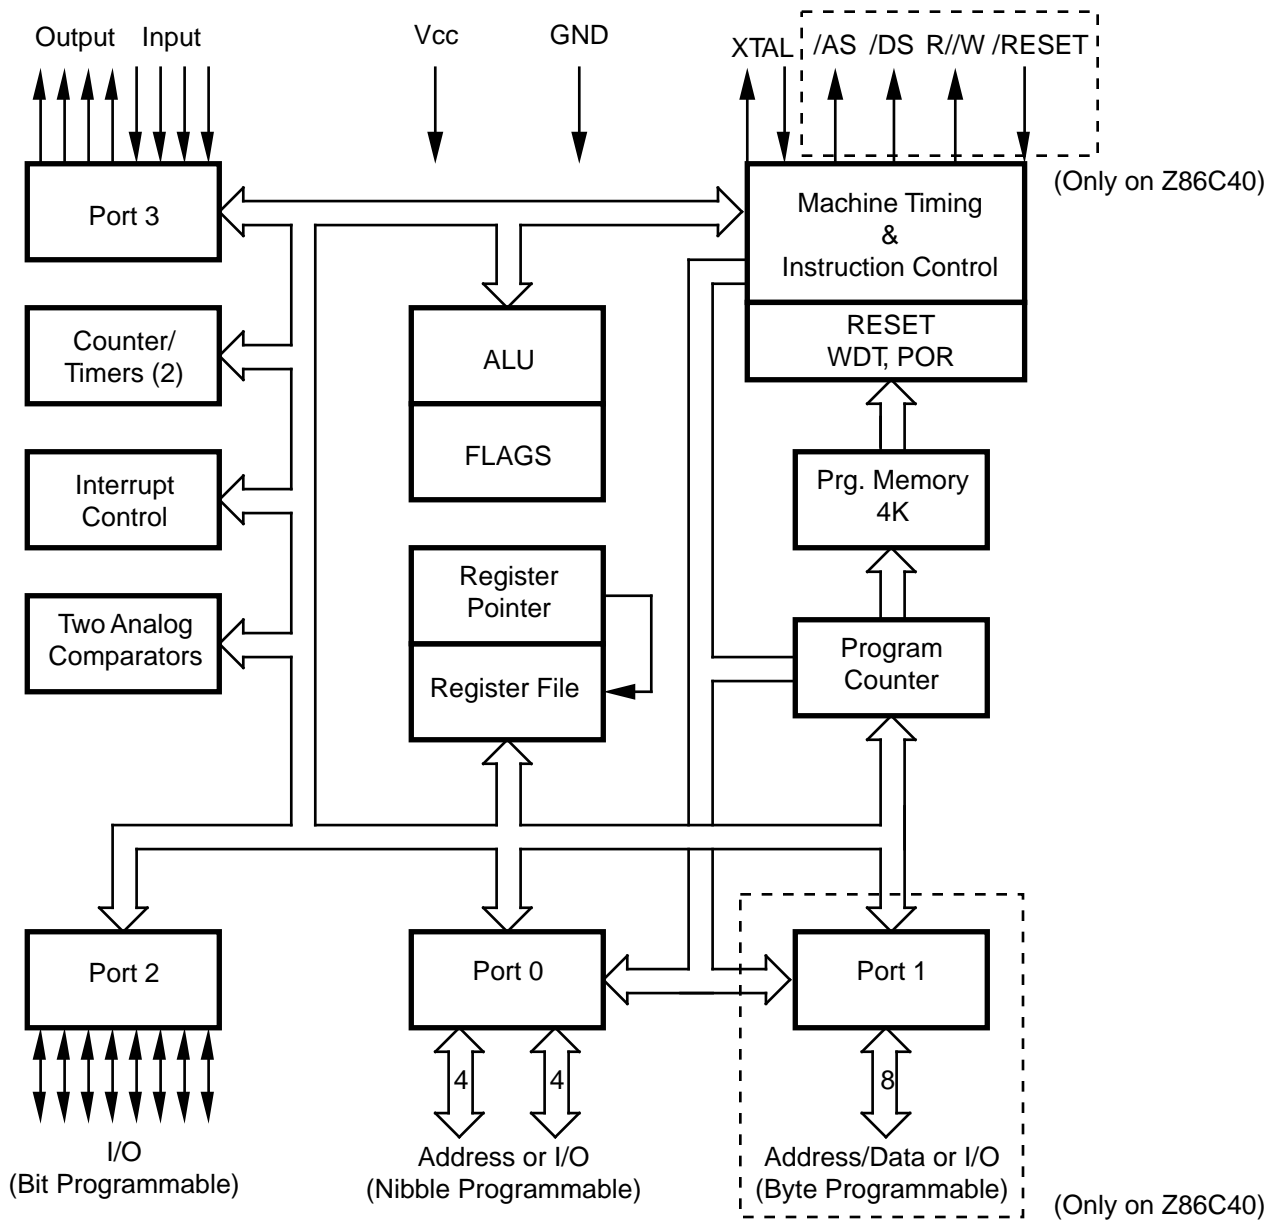 Output Input
Vcc
GND
XTAL
/AS /DS R//W /RESET
(Only on Z86C40)
Port 3
Machine Timing
&
Instruction Control
RESET
WDT, POR
Counter/
Timers (2)
ALU
FLAGS
Interrupt
Control
Prg. Memory
4K
Two Analog
Comparators
Register
Pointer
Register File
Program
Counter
Port 2
Port 0
Port 1
4
4
8
I/O
(Bit Programmable)
Address or I/O
(Nibble Programmable)
Address/Data or I/O
(Byte Programmable)
(Only on Z86C40)